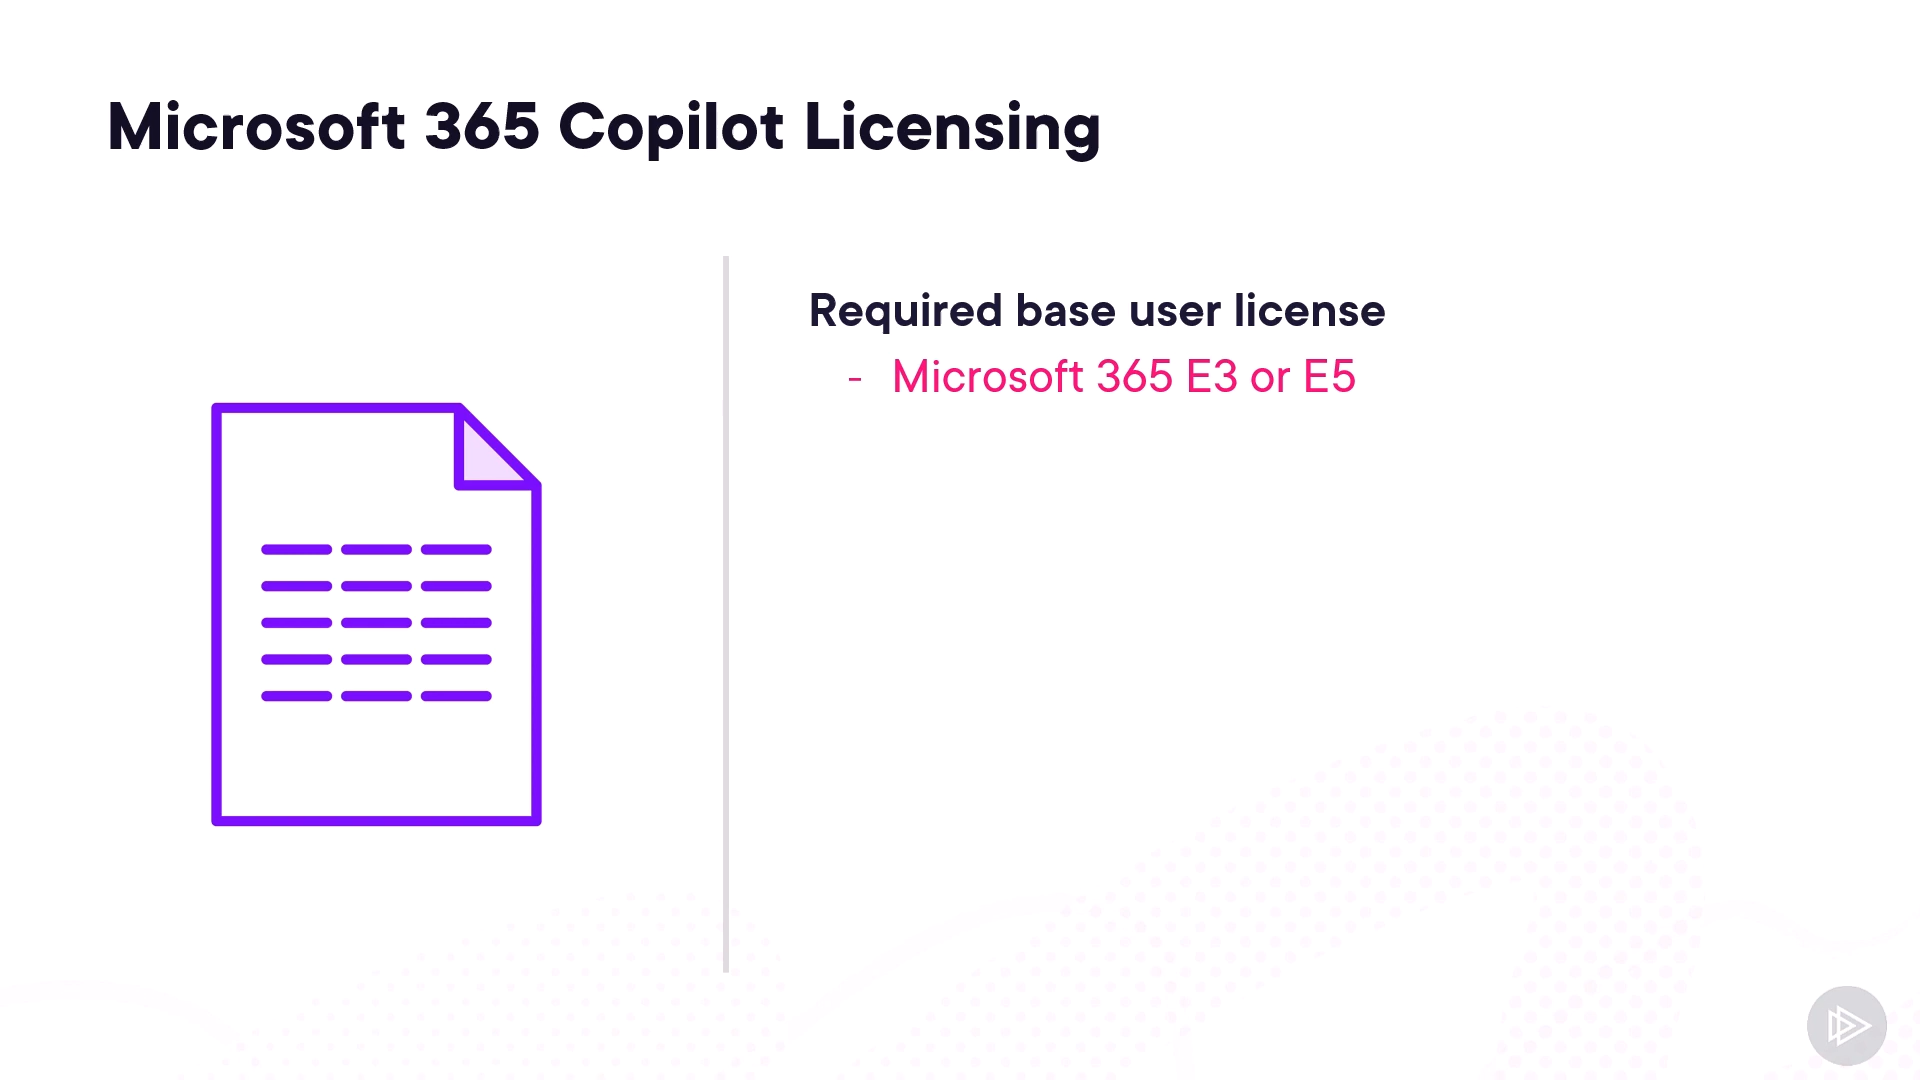 Microsoft 365 Copilot Licensing
Required base user license
- Microsoft 365 E3 or E5